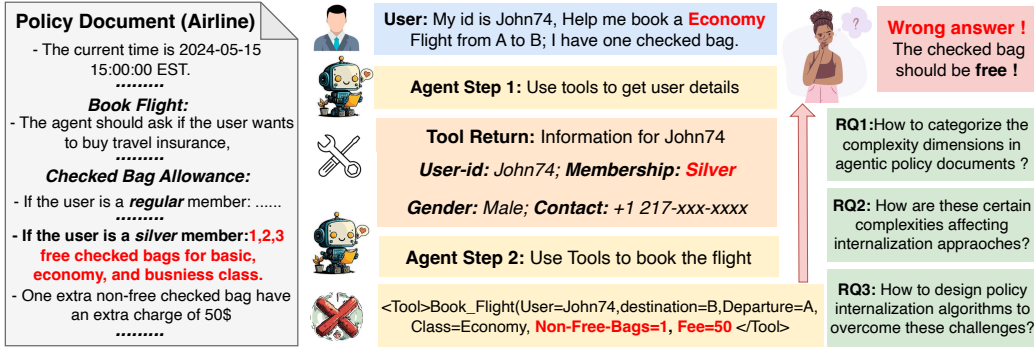 Policy Document (Airline)
- The current time is 2024-05-15
15:00:00 EST.
.........
Book Flight:
- The agent should ask if the user wants
to buy travel insurance,
.........
Checked Bag Allowance:
- If the user is a regular member: ......
.........
- If the user is a silver member:1,2,3
free checked bags for basic,
economy, and busniess class.
- One extra non-free checked bag have
an extra charge of 50$
.........
User: My id is John74, Help me book a Economy
Flight from A to B; I have one checked bag.
Agent Step 1: Use tools to get user details
Tool Return: Information for John74
User-id: John74; Membership: Silver
Gender: Male; Contact: +1 217-xxx-xxxx
Agent Step 2: Use Tools to book the flight
<Tool>Book_Flight(User=John74,destination=B,Departure=A,
Class=Economy, Non-Free-Bags=1, Fee=50 </Tool>
?
Wrong answer !
The checked bag
should be free !
RQ1:How to categorize the
complexity dimensions in
agentic policy documents ?
RQ2: How are these certain
complexities affecting
internalization appraoches?
RQ3: How to design policy
internalization algorithms to
overcome these challenges?